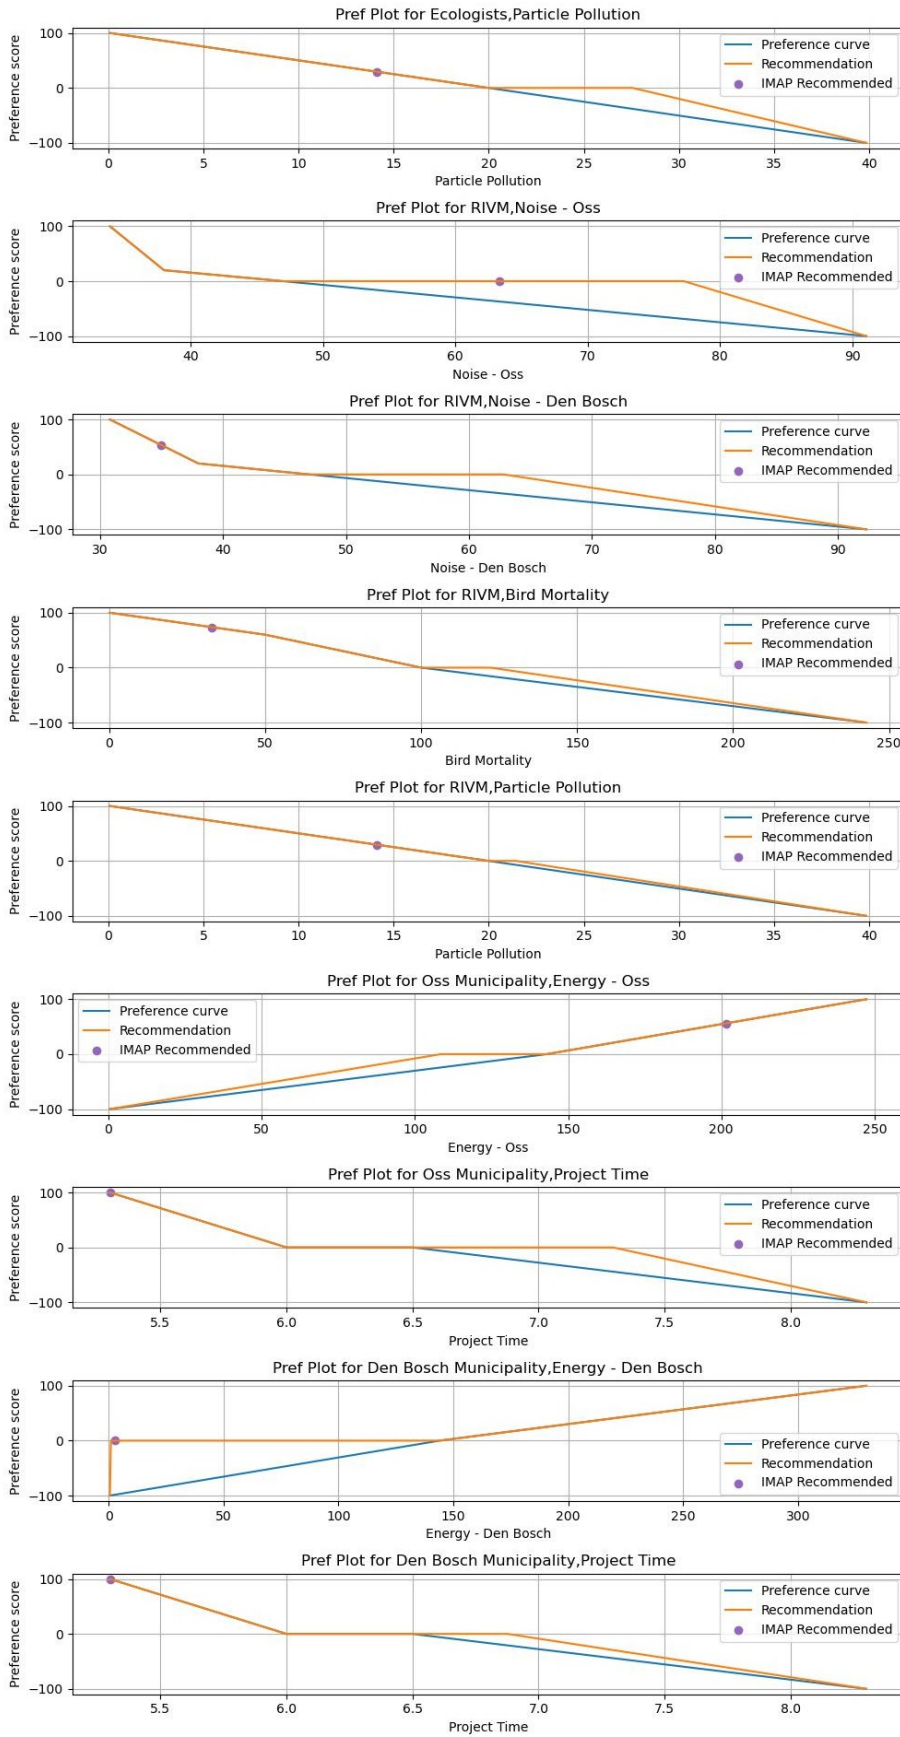 Pref Plot for Ecologists,Particle Pollution
Preference score
100
0
−100
Preference curve
Recommendation
IMAP Recommended
0 5 10 15 20 25 30 35 40
Particle Pollution
Pref Plot for RIVM,Noise - Oss
Preference score
100
0
−100
Preference curve
Recommendation
IMAP Recommended
40 50 60 70 80 90
Noise - Oss
Pref Plot for RIVM,Noise - Den Bosch
Preference score
100
0
−100
Preference curve
Recommendation
IMAP Recommended
30 40 50 60 70 80 90
Noise - Den Bosch
Pref Plot for RIVM,Bird Mortality
Preference score
100
0
−100
Preference curve
Recommendation
IMAP Recommended
0 50 100 150 200 250
Bird Mortality
Pref Plot for RIVM,Particle Pollution
Preference score
100
0
−100
Preference curve
Recommendation
IMAP Recommended
0 5 10 15 20 25 30 35 40
Particle Pollution
Pref Plot for Oss Municipality,Energy - Oss
Preference score
100
0
−100
Preference curve
Recommendation
IMAP Recommended
0 50 100 150 200 250
Energy - Oss
Pref Plot for Oss Municipality,Project Time
Preference score
100
0
−100
Preference curve
Recommendation
IMAP Recommended
5.5 6.0 6.5 7.0 7.5 8.0
Project Time
Pref Plot for Den Bosch Municipality,Energy - Den Bosch
Preference score
100
0
−100
Preference curve
Recommendation
IMAP Recommended
0 50 100 150 200 250 300
Energy - Den Bosch
Pref Plot for Den Bosch Municipality,Project Time
Preference score
100
0
−100
Preference curve
Recommendation
IMAP Recommended
5.5 6.0 6.5 7.0 7.5 8.0
Project Time